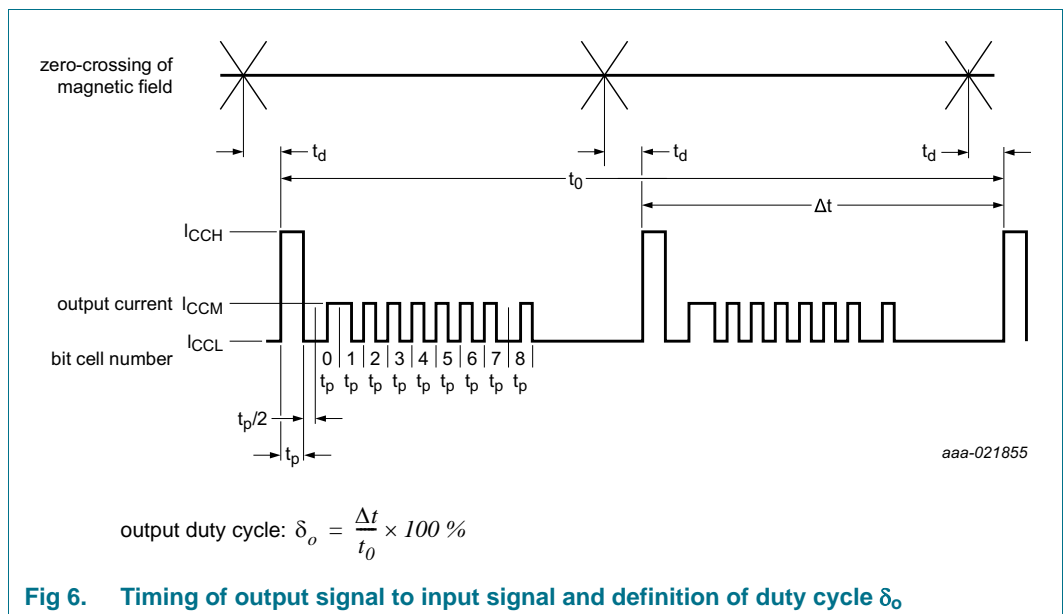 zero-crossing of
magnetic field
t_d
t_d
t_d
t_0
Δt
I_CCH
output current I_CCM
I_CCL
bit cell number
0 1 2 3 4 5 6 7 8
t_p t_p t_p t_p t_p t_p t_p t_p t_p
t_p/2
t_p
aaa-021855
output duty cycle: δ_o = Δt/t_0 × 100 %
Fig 6. Timing of output signal to input signal and definition of duty cycle δ_o